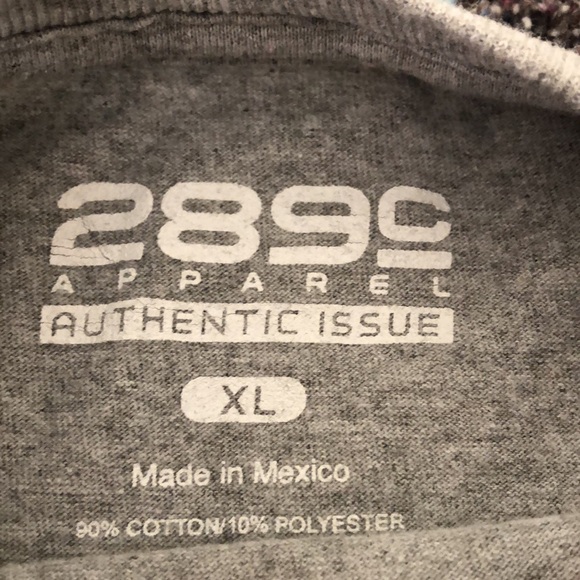 289c
APPAREL
AUTHENTIC ISSUE
XL
Made in Mexico
90% COTTON/10% POLYESTER